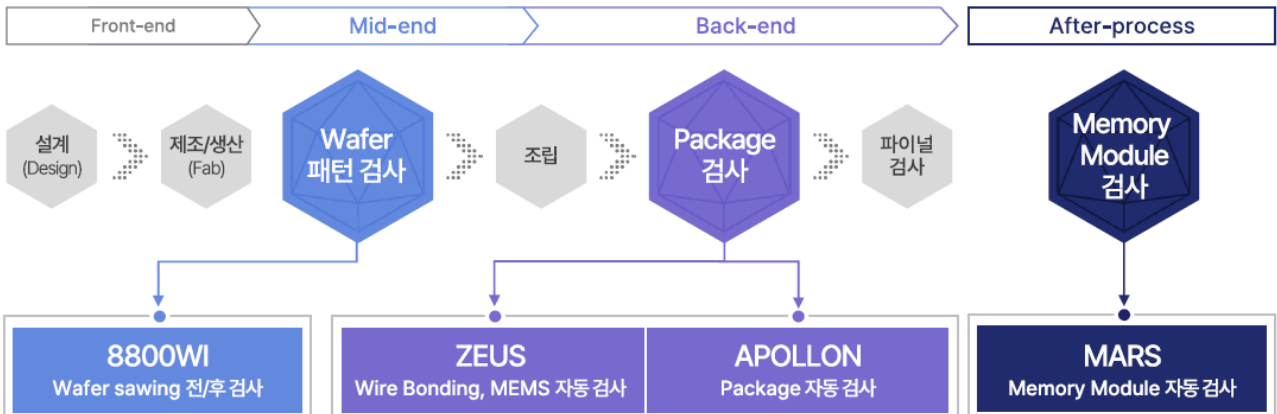 Front-end
Mid-end
Back-end
After-process
설계
(Design)
제조/생산
(Fab)
Wafer
패턴 검사
조립
Package
검사
파이널
검사
Memory
Module
검사
8800WI
Wafer sawing 전/후 검사
ZEUS
Wire Bonding, MEMS 자동 검사
APOLLON
Package 자동 검사
MARS
Memory Module 자동 검사